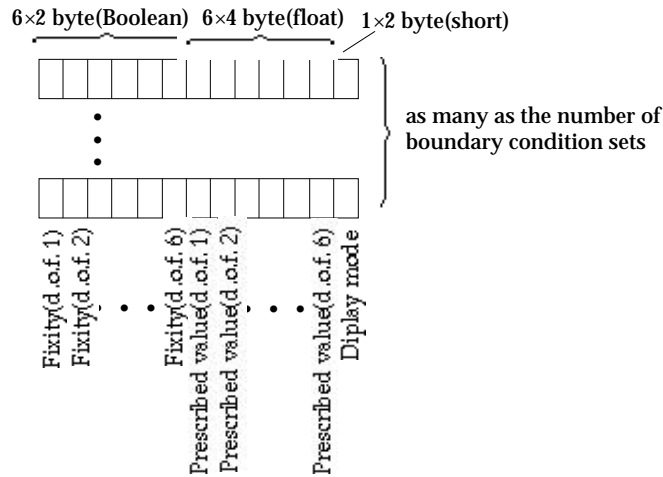 6×2 byte(Boolean)
6×4 byte(float)
1×2 byte(short)
as many as the number of
boundary condition sets
Fixity(d.o.f. 1)
Fixity(d.o.f. 2)
Fixity(d.o.f. 6)
Prescribed value(d.o.f. 1)
Prescribed value(d.o.f. 2)
Prescribed value(d.o.f. 6)
Diplay mode